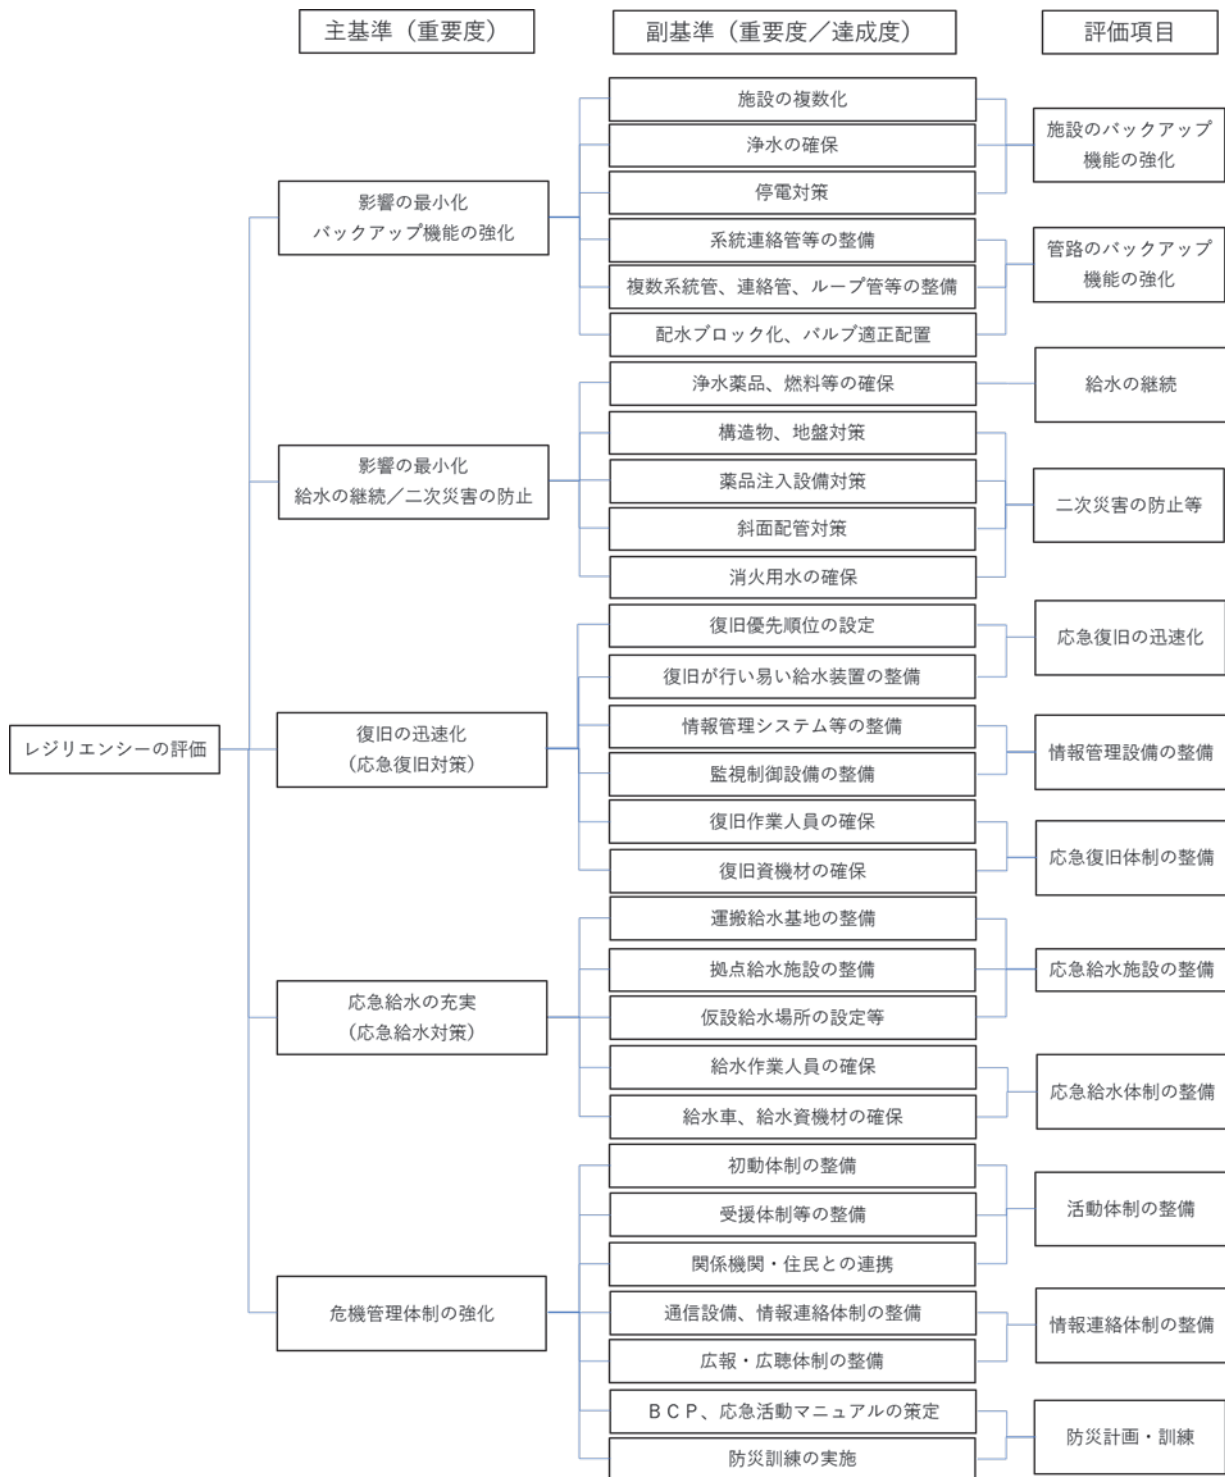 主基準（重要度）
副基準（重要度／達成度）
評価項目
レジリエンシーの評価
影響の最小化
バックアップ機能の強化
施設の複数化
浄水の確保
停電対策
系統連絡管等の整備
複数系統管、連絡管、ループ管等の整備
配水ブロック化、バルブ適正配置
施設のバックアップ
機能の強化
管路のバックアップ
機能の強化
影響の最小化
給水の継続／二次災害の防止
浄水薬品、燃料等の確保
構造物、地盤対策
薬品注入設備対策
斜面配管対策
消火用水の確保
給水の継続
二次災害の防止等
復旧の迅速化
（応急復旧対策）
復旧優先順位の設定
復旧が行い易い給水装置の整備
情報管理システム等の整備
監視制御設備の整備
復旧作業人員の確保
復旧資機材の確保
応急復旧の迅速化
情報管理設備の整備
応急復旧体制の整備
応急給水の充実
（応急給水対策）
運搬給水基地の整備
拠点給水施設の整備
仮設給水場所の設定等
給水作業人員の確保
給水車、給水資機材の確保
応急給水施設の整備
応急給水体制の整備
危機管理体制の強化
初動体制の整備
受援体制等の整備
関係機関・住民との連携
通信設備、情報連絡体制の整備
広報・広聴体制の整備
ＢＣＰ、応急活動マニュアルの策定
防災訓練の実施
活動体制の整備
情報連絡体制の整備
防災計画・訓練